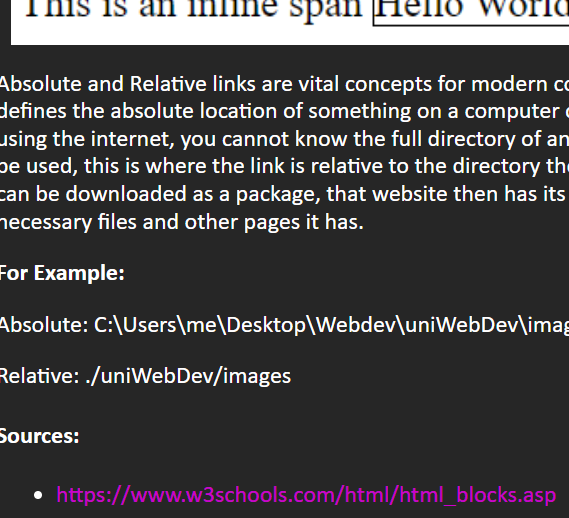 This is an inline span Hello World
Absolute and Relative links are vital concepts for modern
defines the absolute location of something on a computer
using the internet, you cannot know the full directory of
be used, this is where the link is relative to the directory
can be downloaded as a package, that website then has its
necessary files and other pages it has.
For Example:
Absolute: C:\Users\me\Desktop\Webdev\uniWebDev\imag
Relative: ./uniWebDev/images
Sources:
• https://www.w3schools.com/html/html_blocks.asp